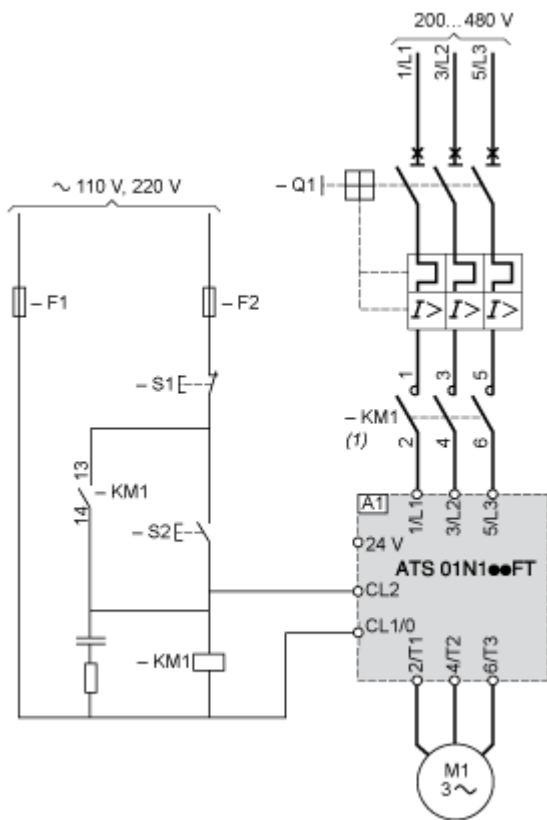 200... 480 V
1/L1
3/L2
5/L3
– Q1
I>
I>
I>
~ 110 V, 220 V
– F1
– F2
– S1
1
3
5
– KM1
(1)
2
4
6
13
14
– KM1
– S2
A1
1/L1
3/L2
5/L3
24 V
ATS 01N1●●FT
CL2
CL1/0
– KM1
2/T1
4/T2
6/T3
M1
3 ~